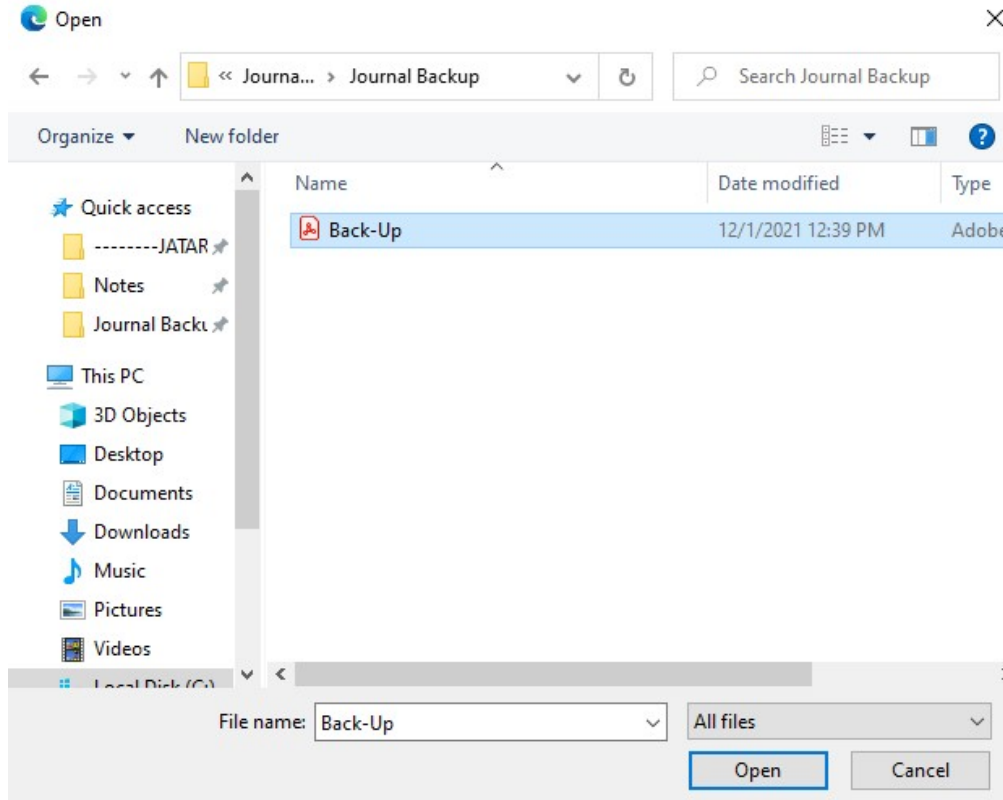 Open
« Journa... › Journal Backup
Search Journal Backup
Organize
New folder
?
Name
Date modified
Type
Back-Up
12/1/2021 12:39 PM
Adobe
Quick access
--------JATAR
Notes
Journal Backu
This PC
3D Objects
Desktop
Documents
Downloads
Music
Pictures
Videos
Local Disk (C:)
File name:
Back-Up
All files
Open
Cancel